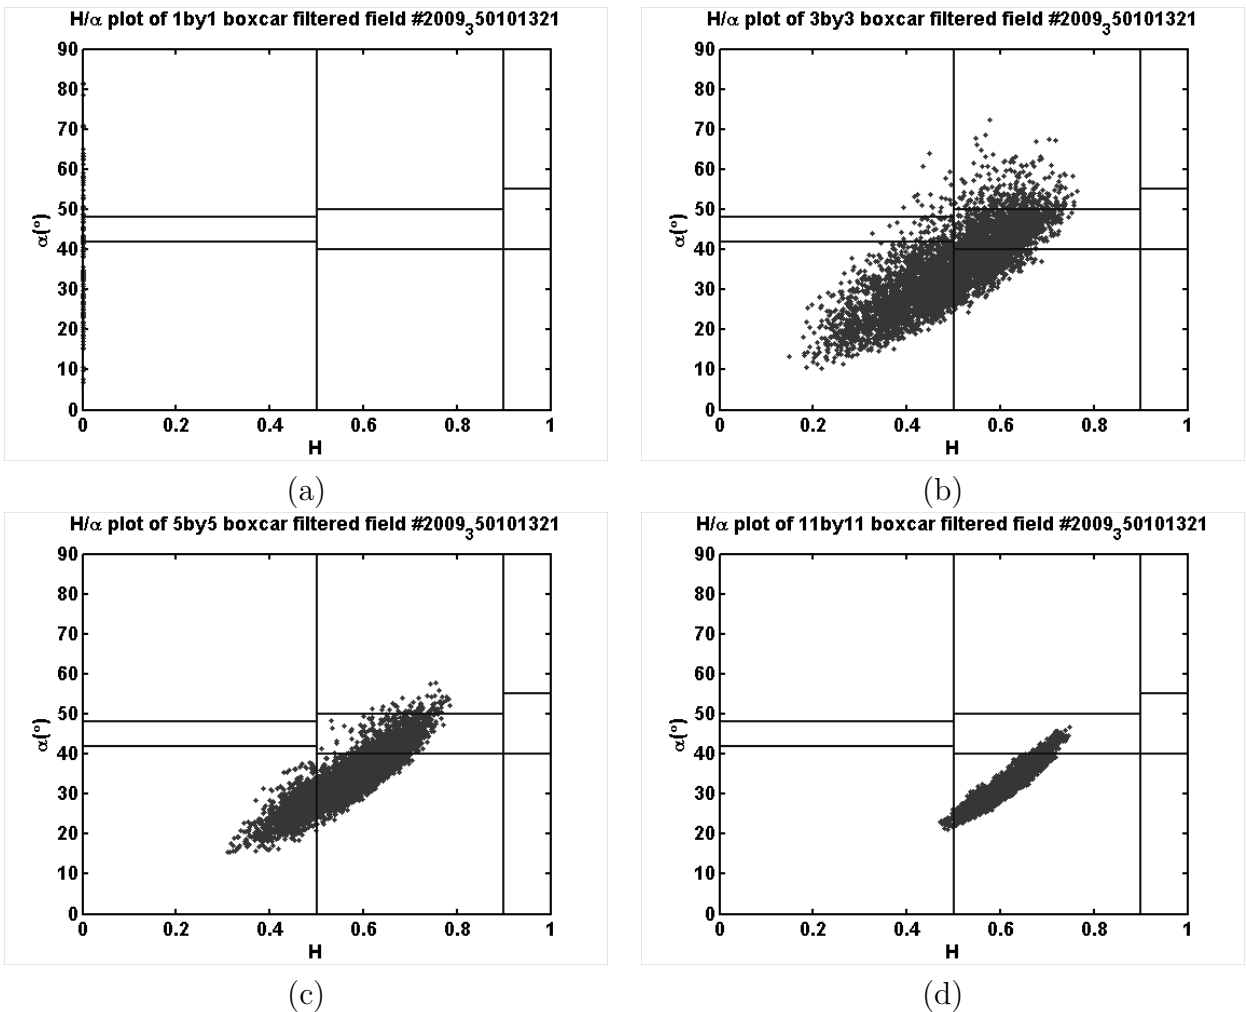 H/α plot of 1by1 boxcar filtered field #2009₃50101321
90
80
70
60
50
40
30
20
10
0
α(°)
0 0.2 0.4 0.6 0.8 1
H
(a)
H/α plot of 3by3 boxcar filtered field #2009₃50101321
90
80
70
60
50
40
30
20
10
0
α(°)
0 0.2 0.4 0.6 0.8 1
H
(b)
H/α plot of 5by5 boxcar filtered field #2009₃50101321
90
80
70
60
50
40
30
20
10
0
α(°)
0 0.2 0.4 0.6 0.8 1
H
(c)
H/α plot of 11by11 boxcar filtered field #2009₃50101321
90
80
70
60
50
40
30
20
10
0
α(°)
0 0.2 0.4 0.6 0.8 1
H
(d)